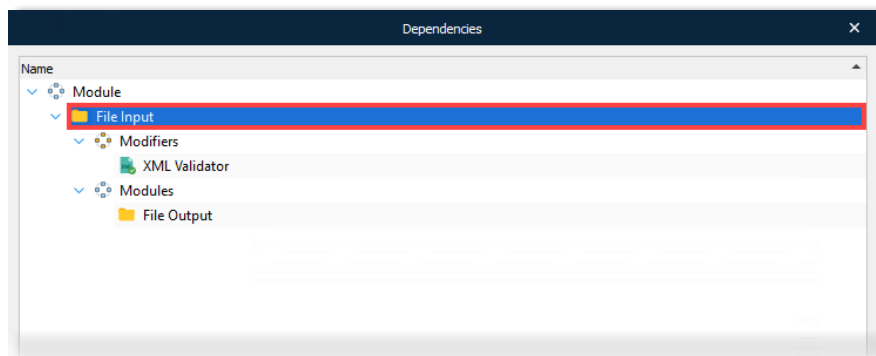 Dependencies
Name
Module
File Input
Modifiers
XML Validator
Modules
File Output